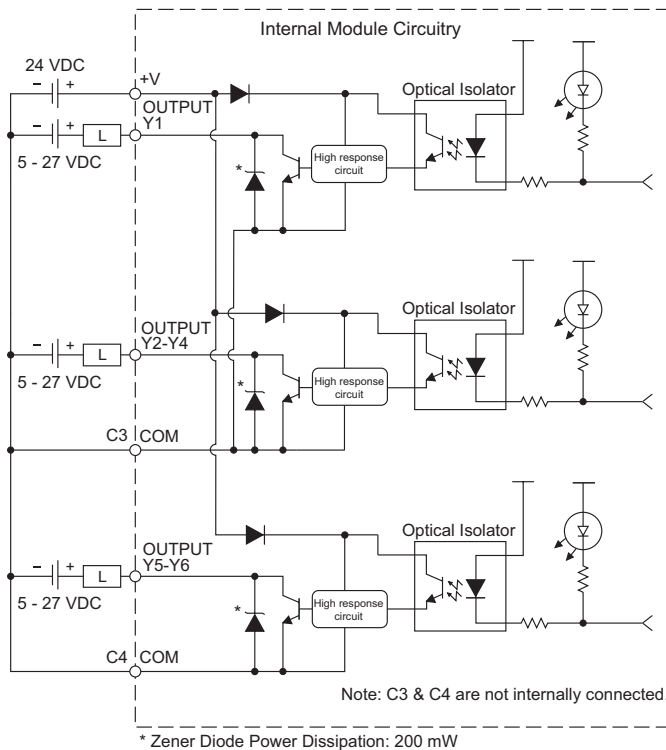 Internal Module Circuitry
24 VDC
− +
+V
Optical Isolator
OUTPUT
Y1
− +
L
5 - 27 VDC
*
High response
circuit
Optical Isolator
OUTPUT
Y2-Y4
− +
L
5 - 27 VDC
*
High response
circuit
C3 COM
Optical Isolator
OUTPUT
Y5-Y6
− +
L
5 - 27 VDC
*
High response
circuit
C4 COM
Note: C3 & C4 are not internally connected.
* Zener Diode Power Dissipation: 200 mW